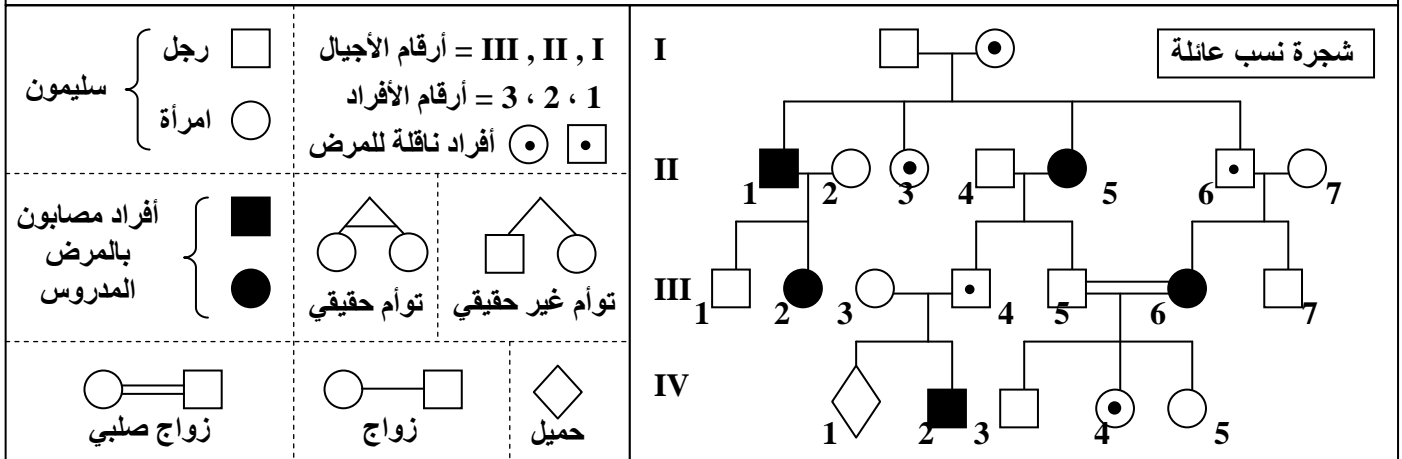 شجرة نسب عائلة
I
II
1 2 3 4 5 6 7
III
1 2 3 4 5 6 7
IV
1 2 3 4 5
I , II , III = أرقام الأجيال
1 ، 2 ، 3 = أرقام الأفراد
أفراد ناقلة للمرض
رجل
امرأة
سليمون
توأم غير حقيقي
توأم حقيقي
أفراد مصابون
بالمرض
المدروس
حميل
زواج
زواج صلبي